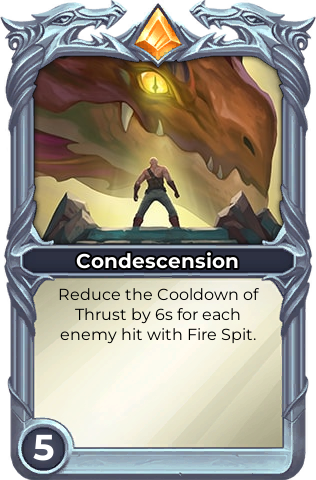 Condescension
Reduce the Cooldown of
Thrust by 6s for each
enemy hit with Fire Spit.
5